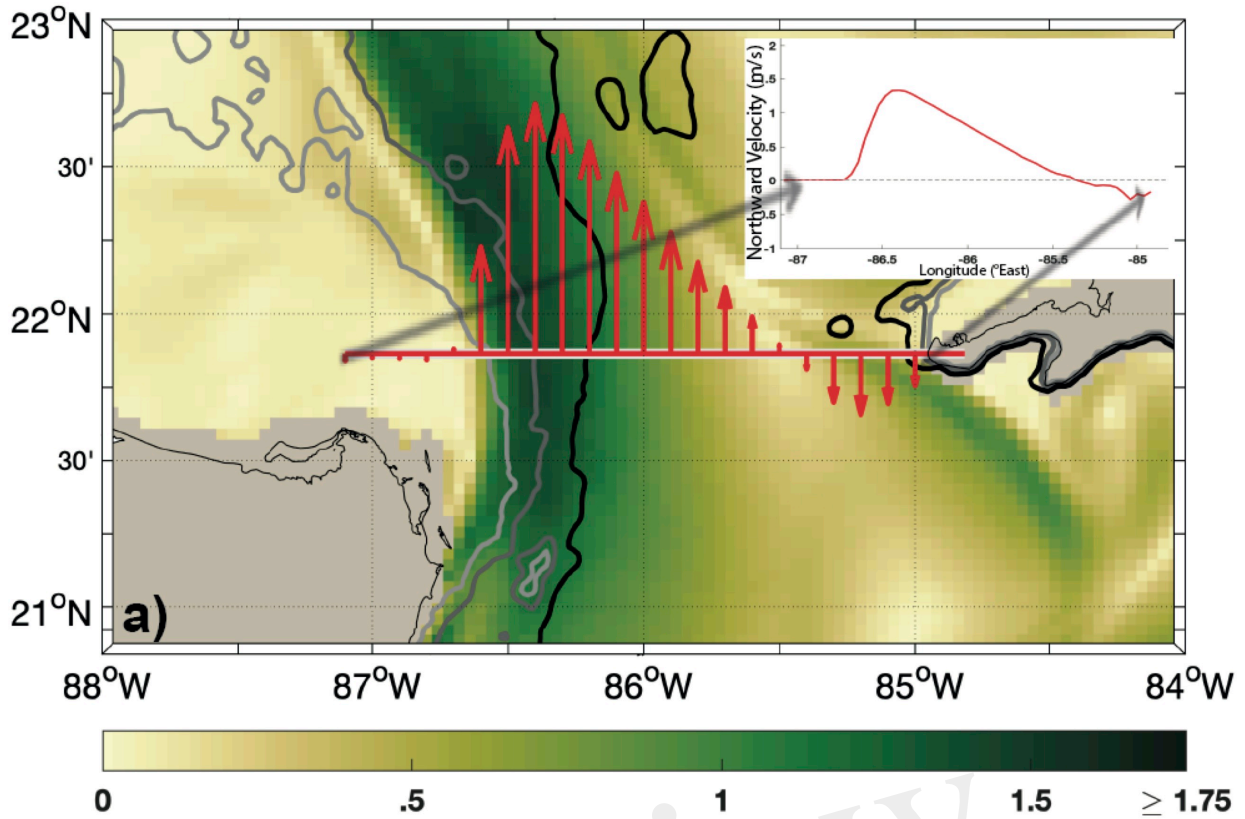 23°N
30'
22°N
30'
21°N
a)
88°W 87°W 86°W 85°W 84°W
2
1.5
1
0.5
0
0.5
-1
Northward Velocity (m/s)
-87 -86.5 -86 -85.5 -85
Longitude (°East)
0 .5 1 1.5 ≥ 1.75